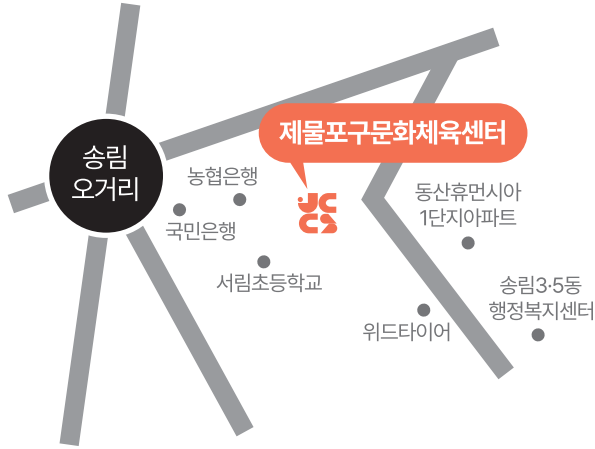 제물포구문화체육센터
송림
오거리
농협은행
국민은행
JC
CS
동산휴먼시아
1단지아파트
서림초등학교
송림3·5동
행정복지센터
위드타이어